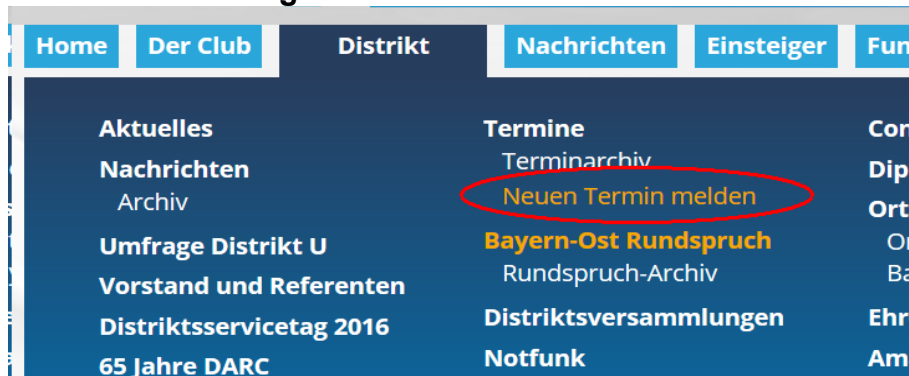 Home Der Club Distrikt Nachrichten Einsteiger
Aktuelles
Nachrichten
Archiv
Umfrage Distrikt U
Vorstand und Referenten
Distriktsservicetag 2016
65 Jahre DARC
Termine
Terminarchiv
Neuen Termin melden
Bayern-Ost Rundspruch
Rundspruch-Archiv
Distriktsversammlungen
Notfunk